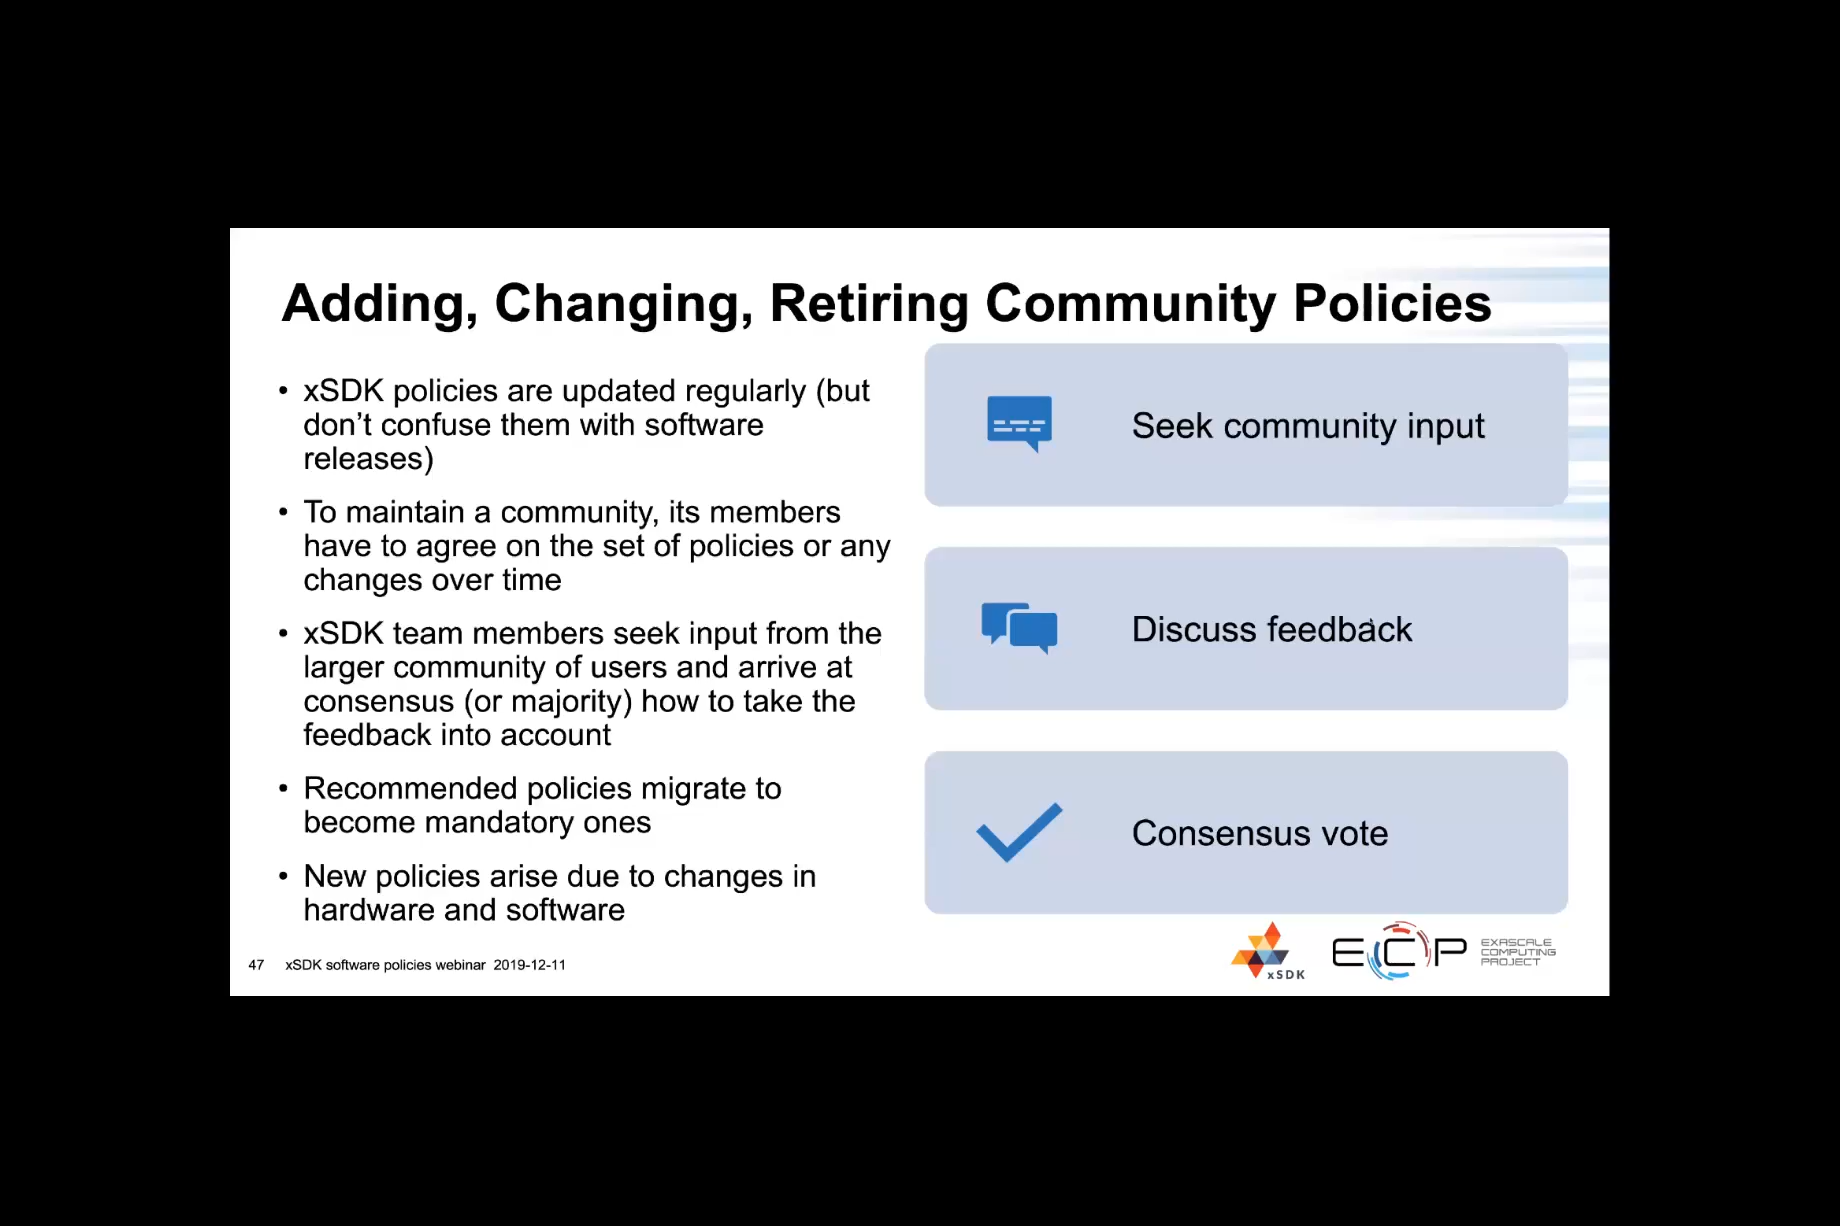 Adding, Changing, Retiring Community Policies
• xSDK policies are updated regularly (but
don’t confuse them with software
releases)
• To maintain a community, its members
have to agree on the set of policies or any
changes over time
• xSDK team members seek input from the
larger community of users and arrive at
consensus (or majority) how to take the
feedback into account
• Recommended policies migrate to
become mandatory ones
• New policies arise due to changes in
hardware and software
Seek community input
Discuss feedback
Consensus vote
47 xSDK software policies webinar 2019-12-11
xSDK
ECP
EXASCALE
COMPUTING
PROJECT